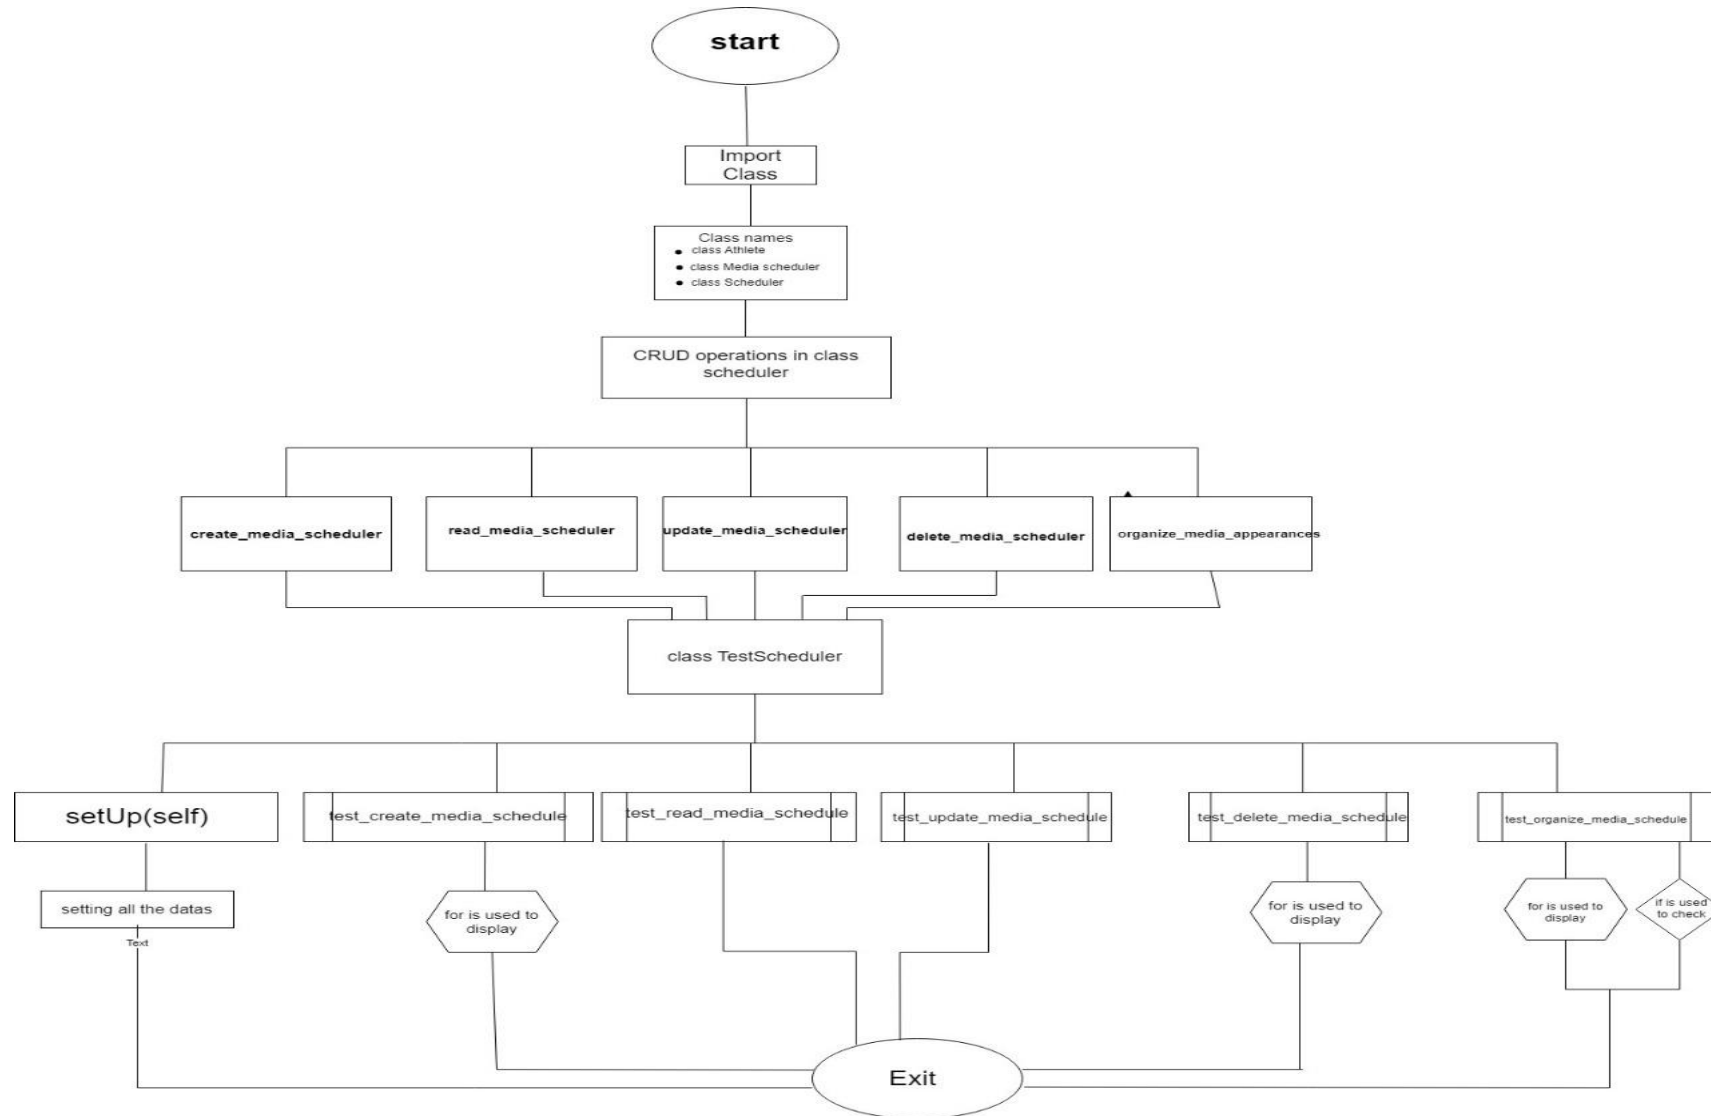 start
Import
Class
Class names
class Athlete
class Media scheduler
class Scheduler
CRUD operations in class
scheduler
create_media_scheduler
read_media_scheduler
update_media_scheduler
delete_media_scheduler
organize_media_appearances
class TestScheduler
setUp(self)
test_create_media_schedule
test_read_media_schedule
test_update_media_schedule
test_delete_media_schedule
test_organize_media_schedule
setting all the datas
Text
for is used to
display
for is used to
display
for is used to
display
if is used
to check
Exit